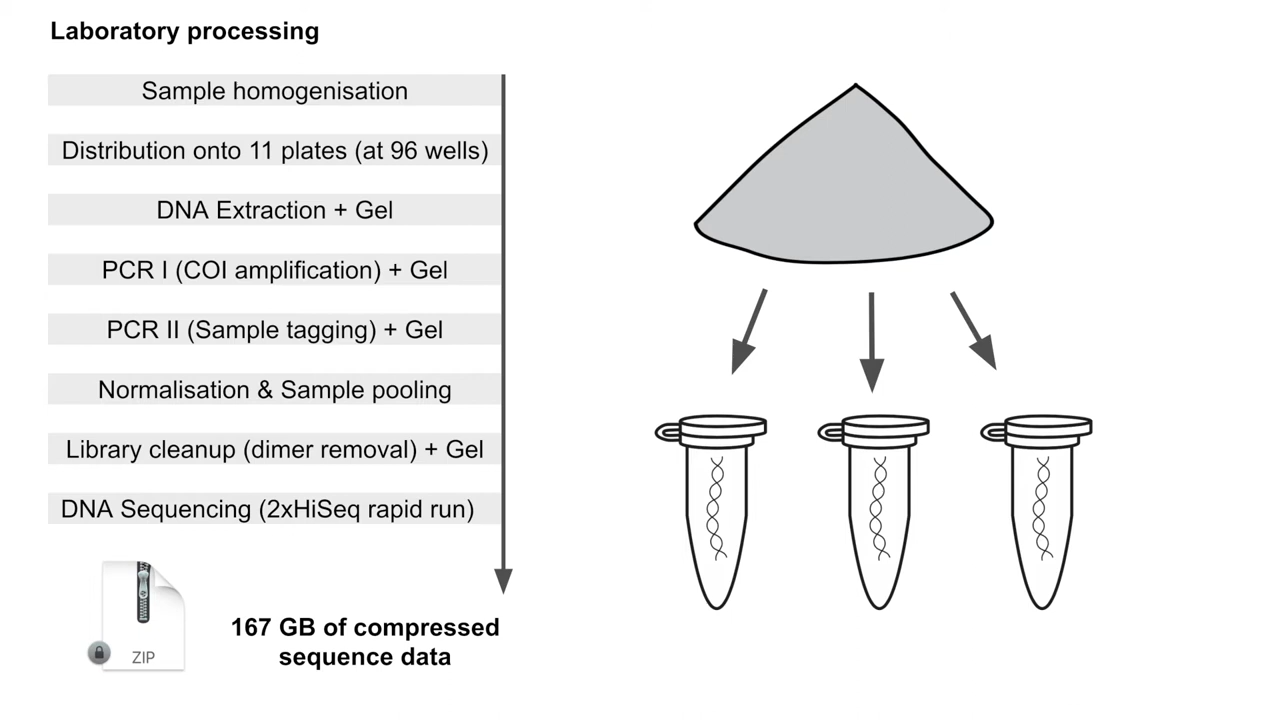 Laboratory processing
Sample homogenisation
Distribution onto 11 plates (at 96 wells)
DNA Extraction + Gel
PCR I (COI amplification) + Gel
PCR II (Sample tagging) + Gel
Normalisation & Sample pooling
Library cleanup (dimer removal) + Gel
DNA Sequencing (2xHiSeq rapid run)
ZIP
167 GB of compressed
sequence data